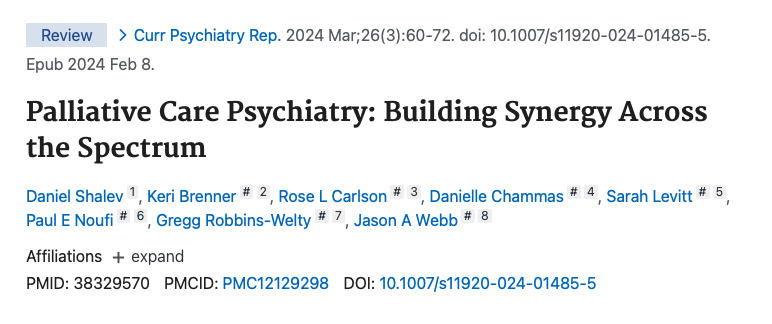 Review > Curr Psychiatry Rep. 2024 Mar;26(3):60-72. doi: 10.1007/s11920-024-01485-5.
Epub 2024 Feb 8.
Palliative Care Psychiatry: Building Synergy Across
the Spectrum
Daniel Shalev 1, Keri Brenner # 2, Rose L Carlson # 3, Danielle Chammas # 4, Sarah Levitt # 5,
Paul E Noufi # 6, Gregg Robbins-Welty # 7, Jason A Webb # 8
Affiliations + expand
PMID: 38329570 PMCID: PMC12129298 DOI: 10.1007/s11920-024-01485-5